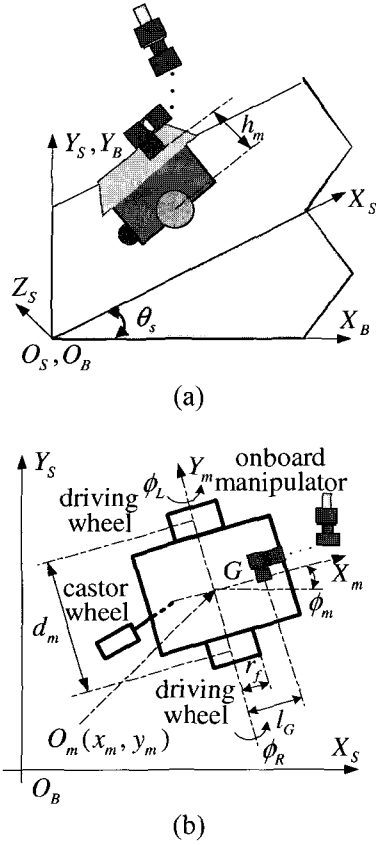 Y_S, Y_B
h_m
X_S
Z_S
θ_s
X_B
O_S, O_B
(a)
Y_S
ϕ_L
Y_m
onboard
manipulator
driving
wheel
G
X_m
castor
wheel
ϕ_m
d_m
r_f
driving
wheel
l_G
O_m(x_m, y_m)
ϕ_R
X_S
O_B
(b)